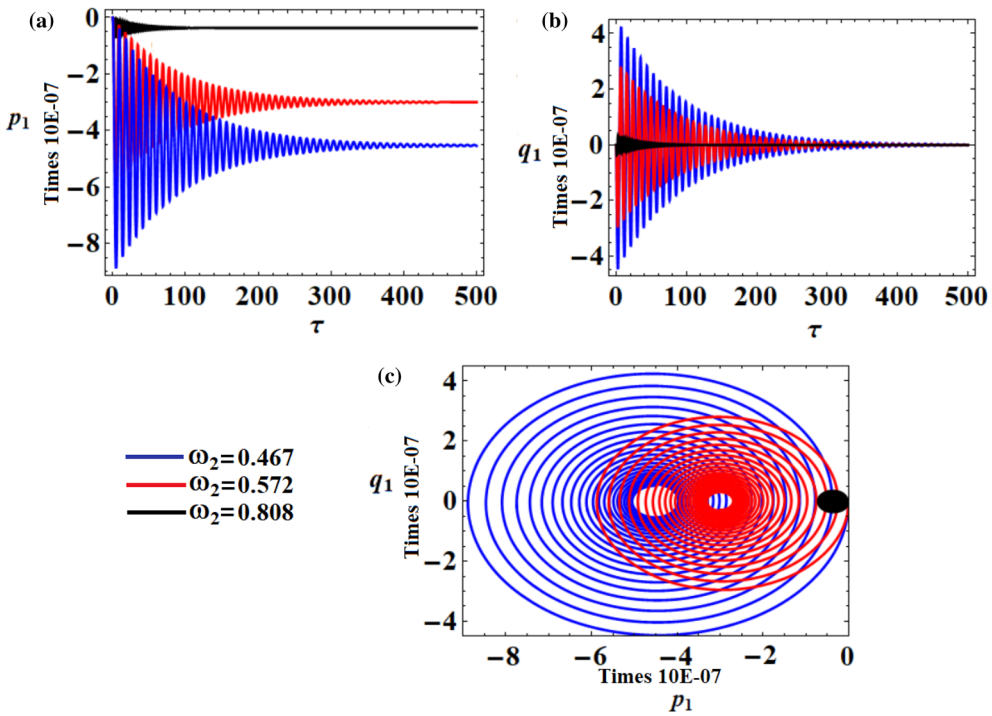 (a)
0
−2
−4
−6
−8
p₁
Times 10E-07
0 100 200 300 400 500
τ
(b)
4
2
0
−2
−4
q₁
Times 10E-07
0 100 200 300 400 500
τ
(c)
4
2
0
−2
−4
q₁
Times 10E-07
−8 −6 −4 −2 0
Times 10E-07
p₁
ω₂=0.467
ω₂=0.572
ω₂=0.808